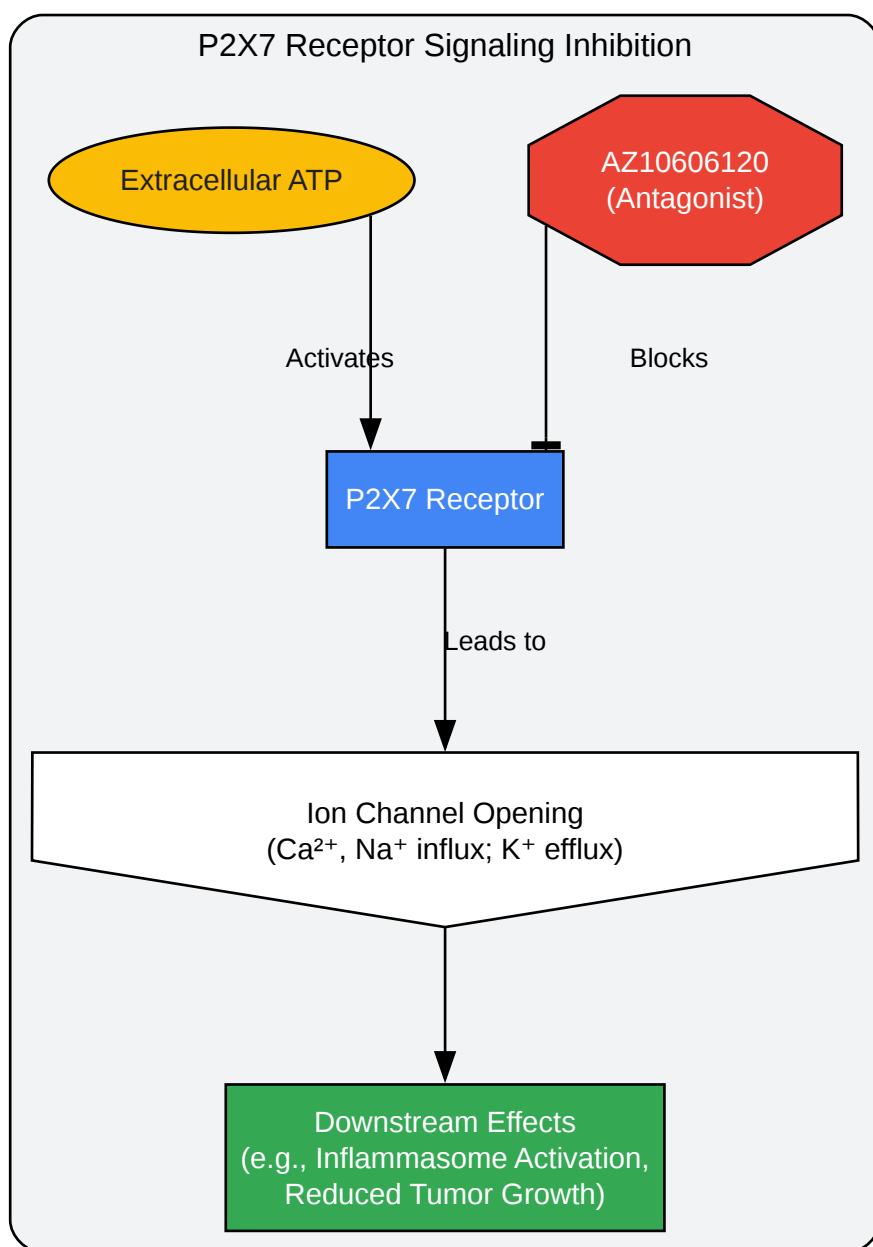 P2X7 Receptor Signaling Inhibition
Extracellular ATP
AZ10606120
(Antagonist)
Activates
Blocks
P2X7 Receptor
Leads to
Ion Channel Opening
(Ca²⁺, Na⁺ influx; K⁺ efflux)
Downstream Effects
(e.g., Inflammasome Activation,
Reduced Tumor Growth)